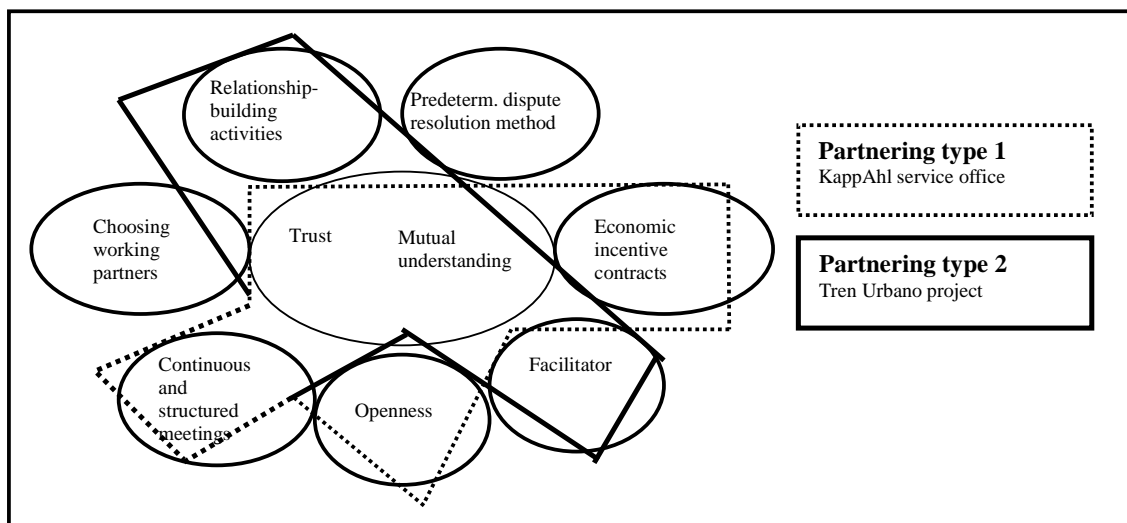 Relationship-
building
activities
Predeterm. dispute
resolution method
Choosing
working
partners
Trust
Mutual
understanding
Economic
incentive
contracts
Continuous
and
structured
meetings
Openness
Facilitator
Partnering type 1
KappAhl service office
Partnering type 2
Tren Urbano project